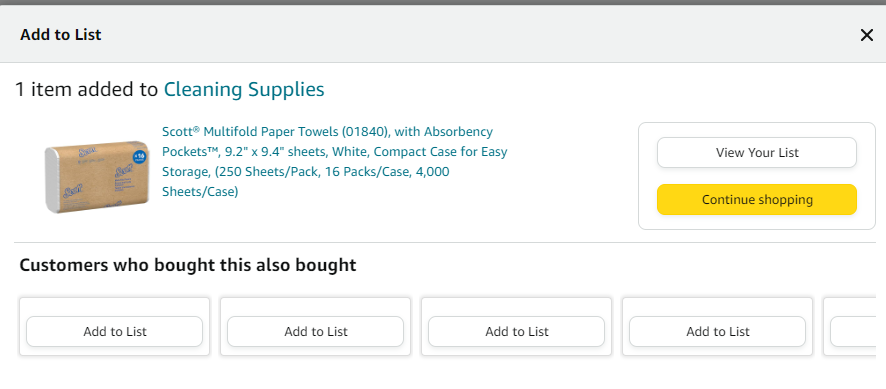 Add to List
1 item added to Cleaning Supplies
Scott® Multifold Paper Towels (01840), with Absorbency
Pockets™, 9.2" x 9.4" sheets, White, Compact Case for Easy
Storage, (250 Sheets/Pack, 16 Packs/Case, 4,000
Sheets/Case)
Scott
Scott
Scott
View Your List
Continue shopping
Customers who bought this also bought
Add to List
Add to List
Add to List
Add to List